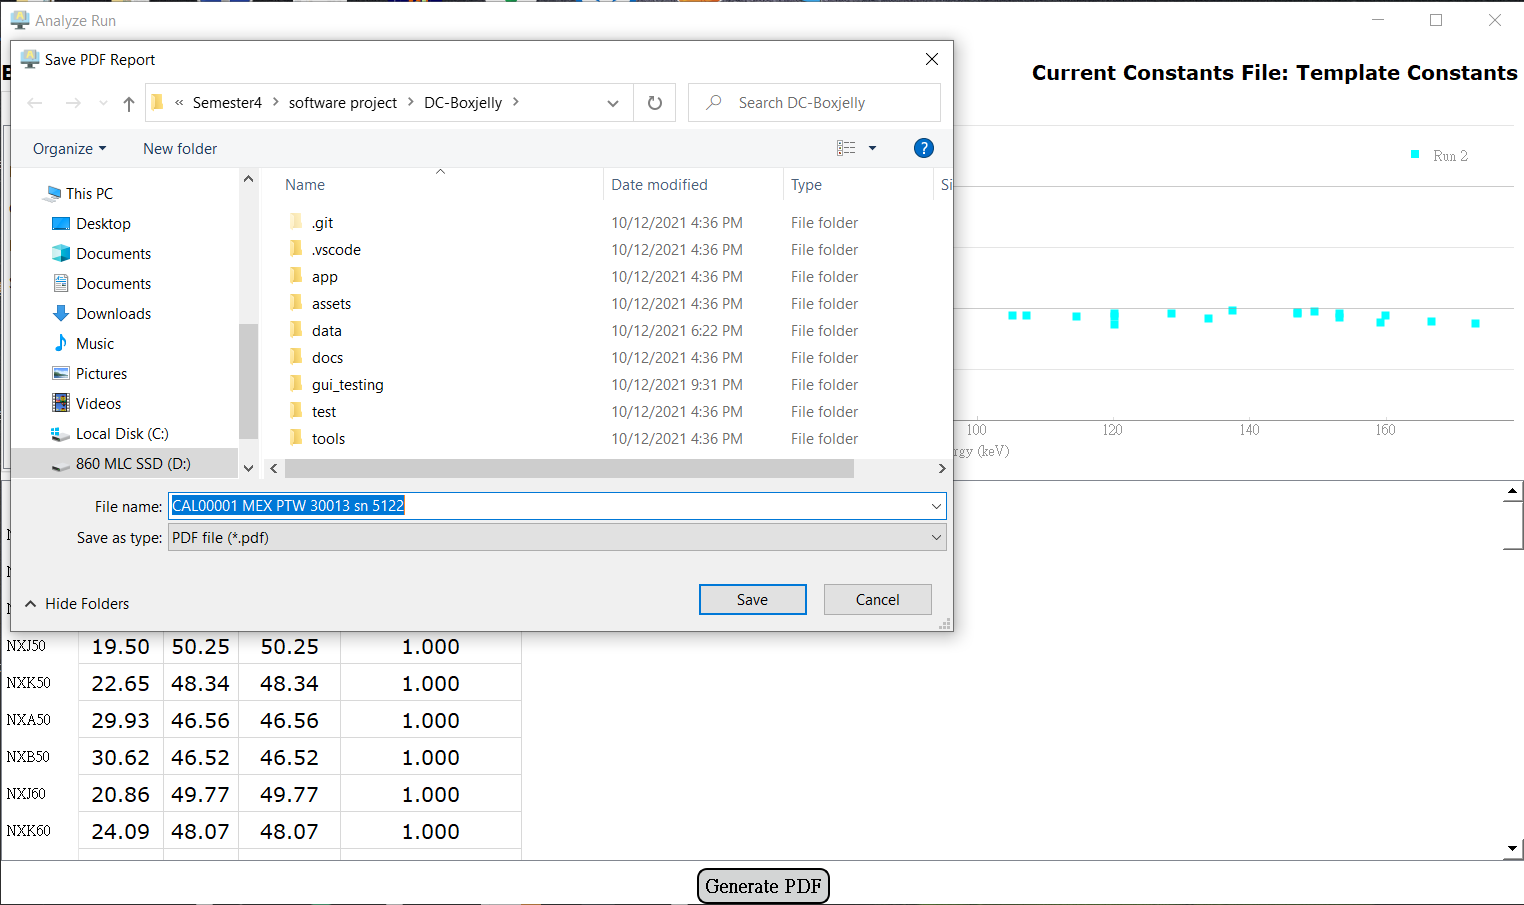 Analyze Run
Save PDF Report
Current Constants File: Template Constants
« Semester4 > software project > DC-Boxjelly >
Search DC-Boxjelly
Organize
New folder
?
Run 2
Name Date modified Type Si
This PC
Desktop
Documents
Documents
Downloads
Music
Pictures
Videos
Local Disk (C:)
860 MLC SSD (D:)
.git 10/12/2021 4:36 PM File folder
.vscode 10/12/2021 4:36 PM File folder
app 10/12/2021 4:36 PM File folder
assets 10/12/2021 4:36 PM File folder
data 10/12/2021 6:22 PM File folder
docs 10/12/2021 4:36 PM File folder
gui_testing 10/12/2021 9:31 PM File folder
test 10/12/2021 4:36 PM File folder
tools 10/12/2021 4:36 PM File folder
100 120 140 160
rgy (keV)
File name: CAL00001 MEX PTW 30013 sn 5122
Save as type: PDF file (*.pdf)
Hide Folders
Save
Cancel
NXJ50 19.50 50.25 50.25 1.000
NXK50 22.65 48.34 48.34 1.000
NXA50 29.93 46.56 46.56 1.000
NXB50 30.62 46.52 46.52 1.000
NXJ60 20.86 49.77 49.77 1.000
NXK60 24.09 48.07 48.07 1.000
Generate PDF